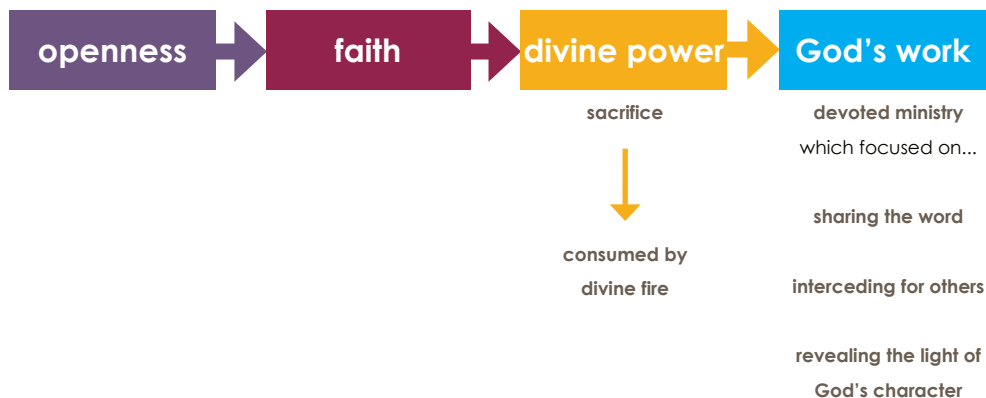 openness
faith
divine power
God's work
sacrifice
consumed by
divine fire
devoted ministry
which focused on...
sharing the word
interceding for others
revealing the light of
God's character